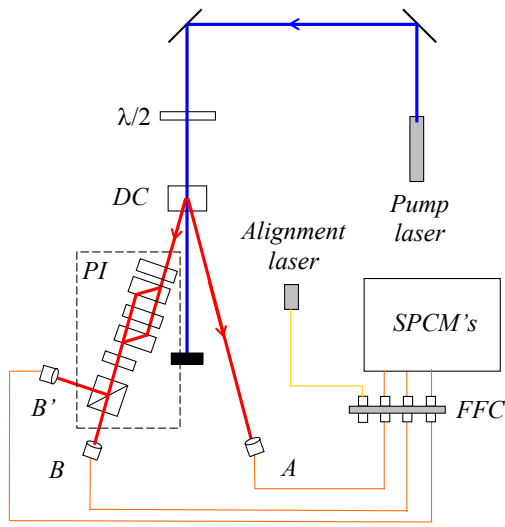 λ/2
DC
Pump
laser
Alignment
laser
PI
SPCM's
FFC
B'
B
A